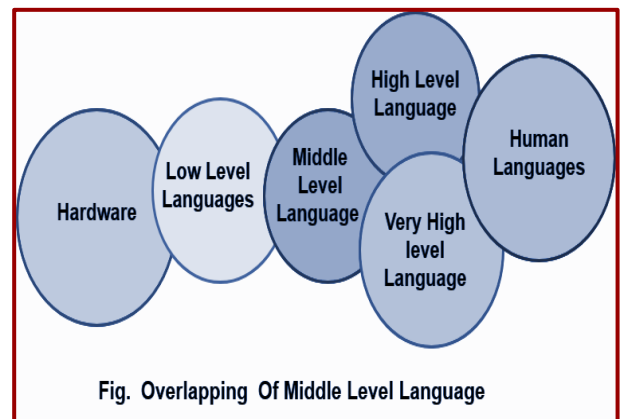 Hardware
Low Level
Languages
Middle
Level
Language
High Level
Language
Very High
level
Language
Human
Languages
Fig. Overlapping Of Middle Level Language